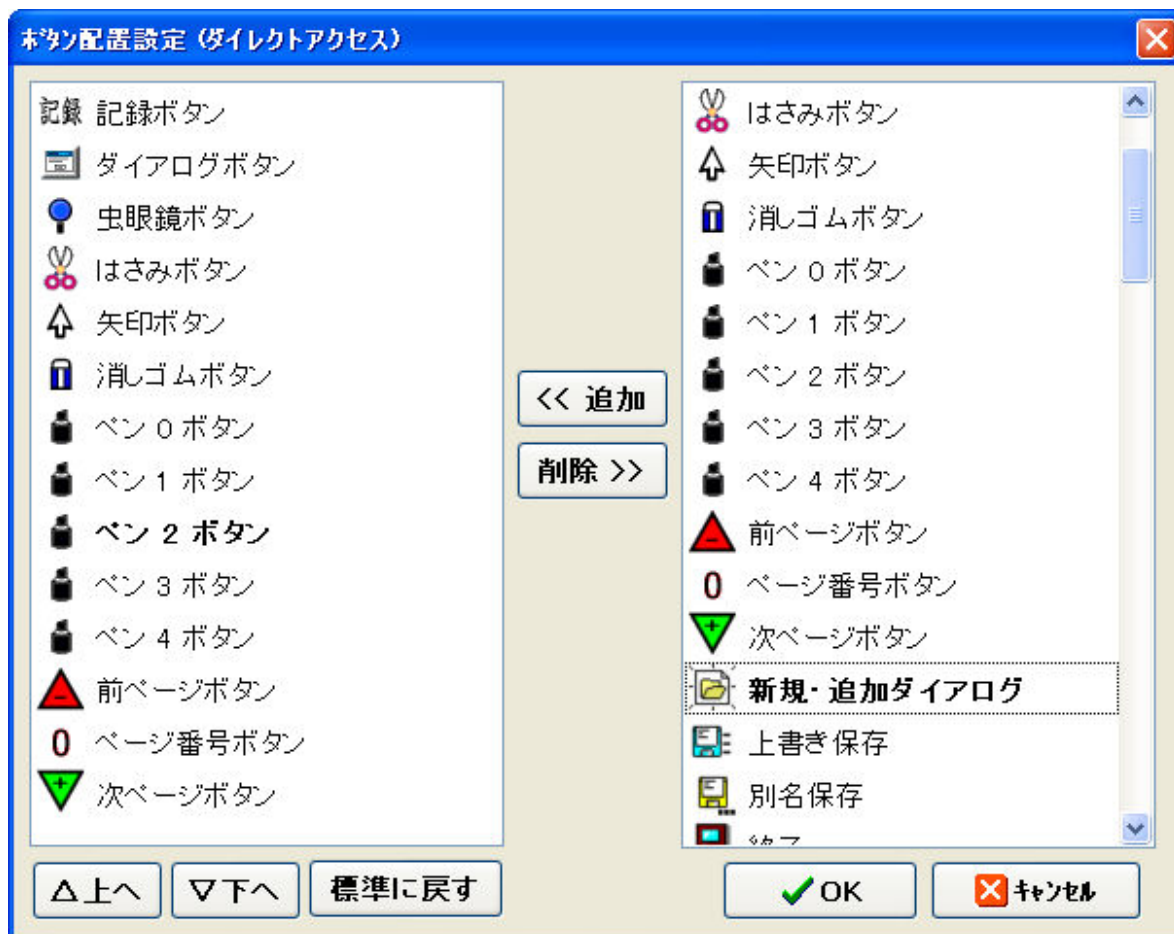 ボタン配置設定 (ダイレクトアクセス)
記録 記録ボタン
ダイアログボタン
虫眼鏡ボタン
はさみボタン
矢印ボタン
消しゴムボタン
ペン 0 ボタン
ペン 1 ボタン
ペン 2 ボタン
ペン 3 ボタン
ペン 4 ボタン
前ページボタン
0 ページ番号ボタン
次ページボタン
<< 追加
削除 >>
はさみボタン
矢印ボタン
消しゴムボタン
ペン 0 ボタン
ペン 1 ボタン
ペン 2 ボタン
ペン 3 ボタン
ペン 4 ボタン
前ページボタン
0 ページ番号ボタン
次ページボタン
新規・追加ダイアログ
上書き保存
別名保存
△上へ
▽下へ
標準に戻す
OK
キャンセル